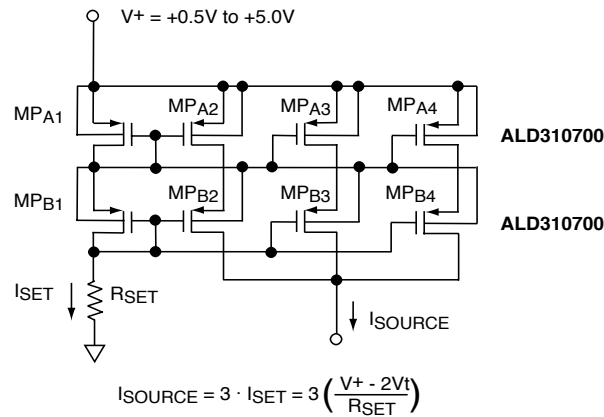 V+ = +0.5V to +5.0V
MPA1 MPA2 MPA3 MPA4 ALD310700
MPB1 MPB2 MPB3 MPB4 ALD310700
ISET RSET ISOURCE
ISOURCE = 3 · ISET = 3 (V+ - 2Vt / RSET)